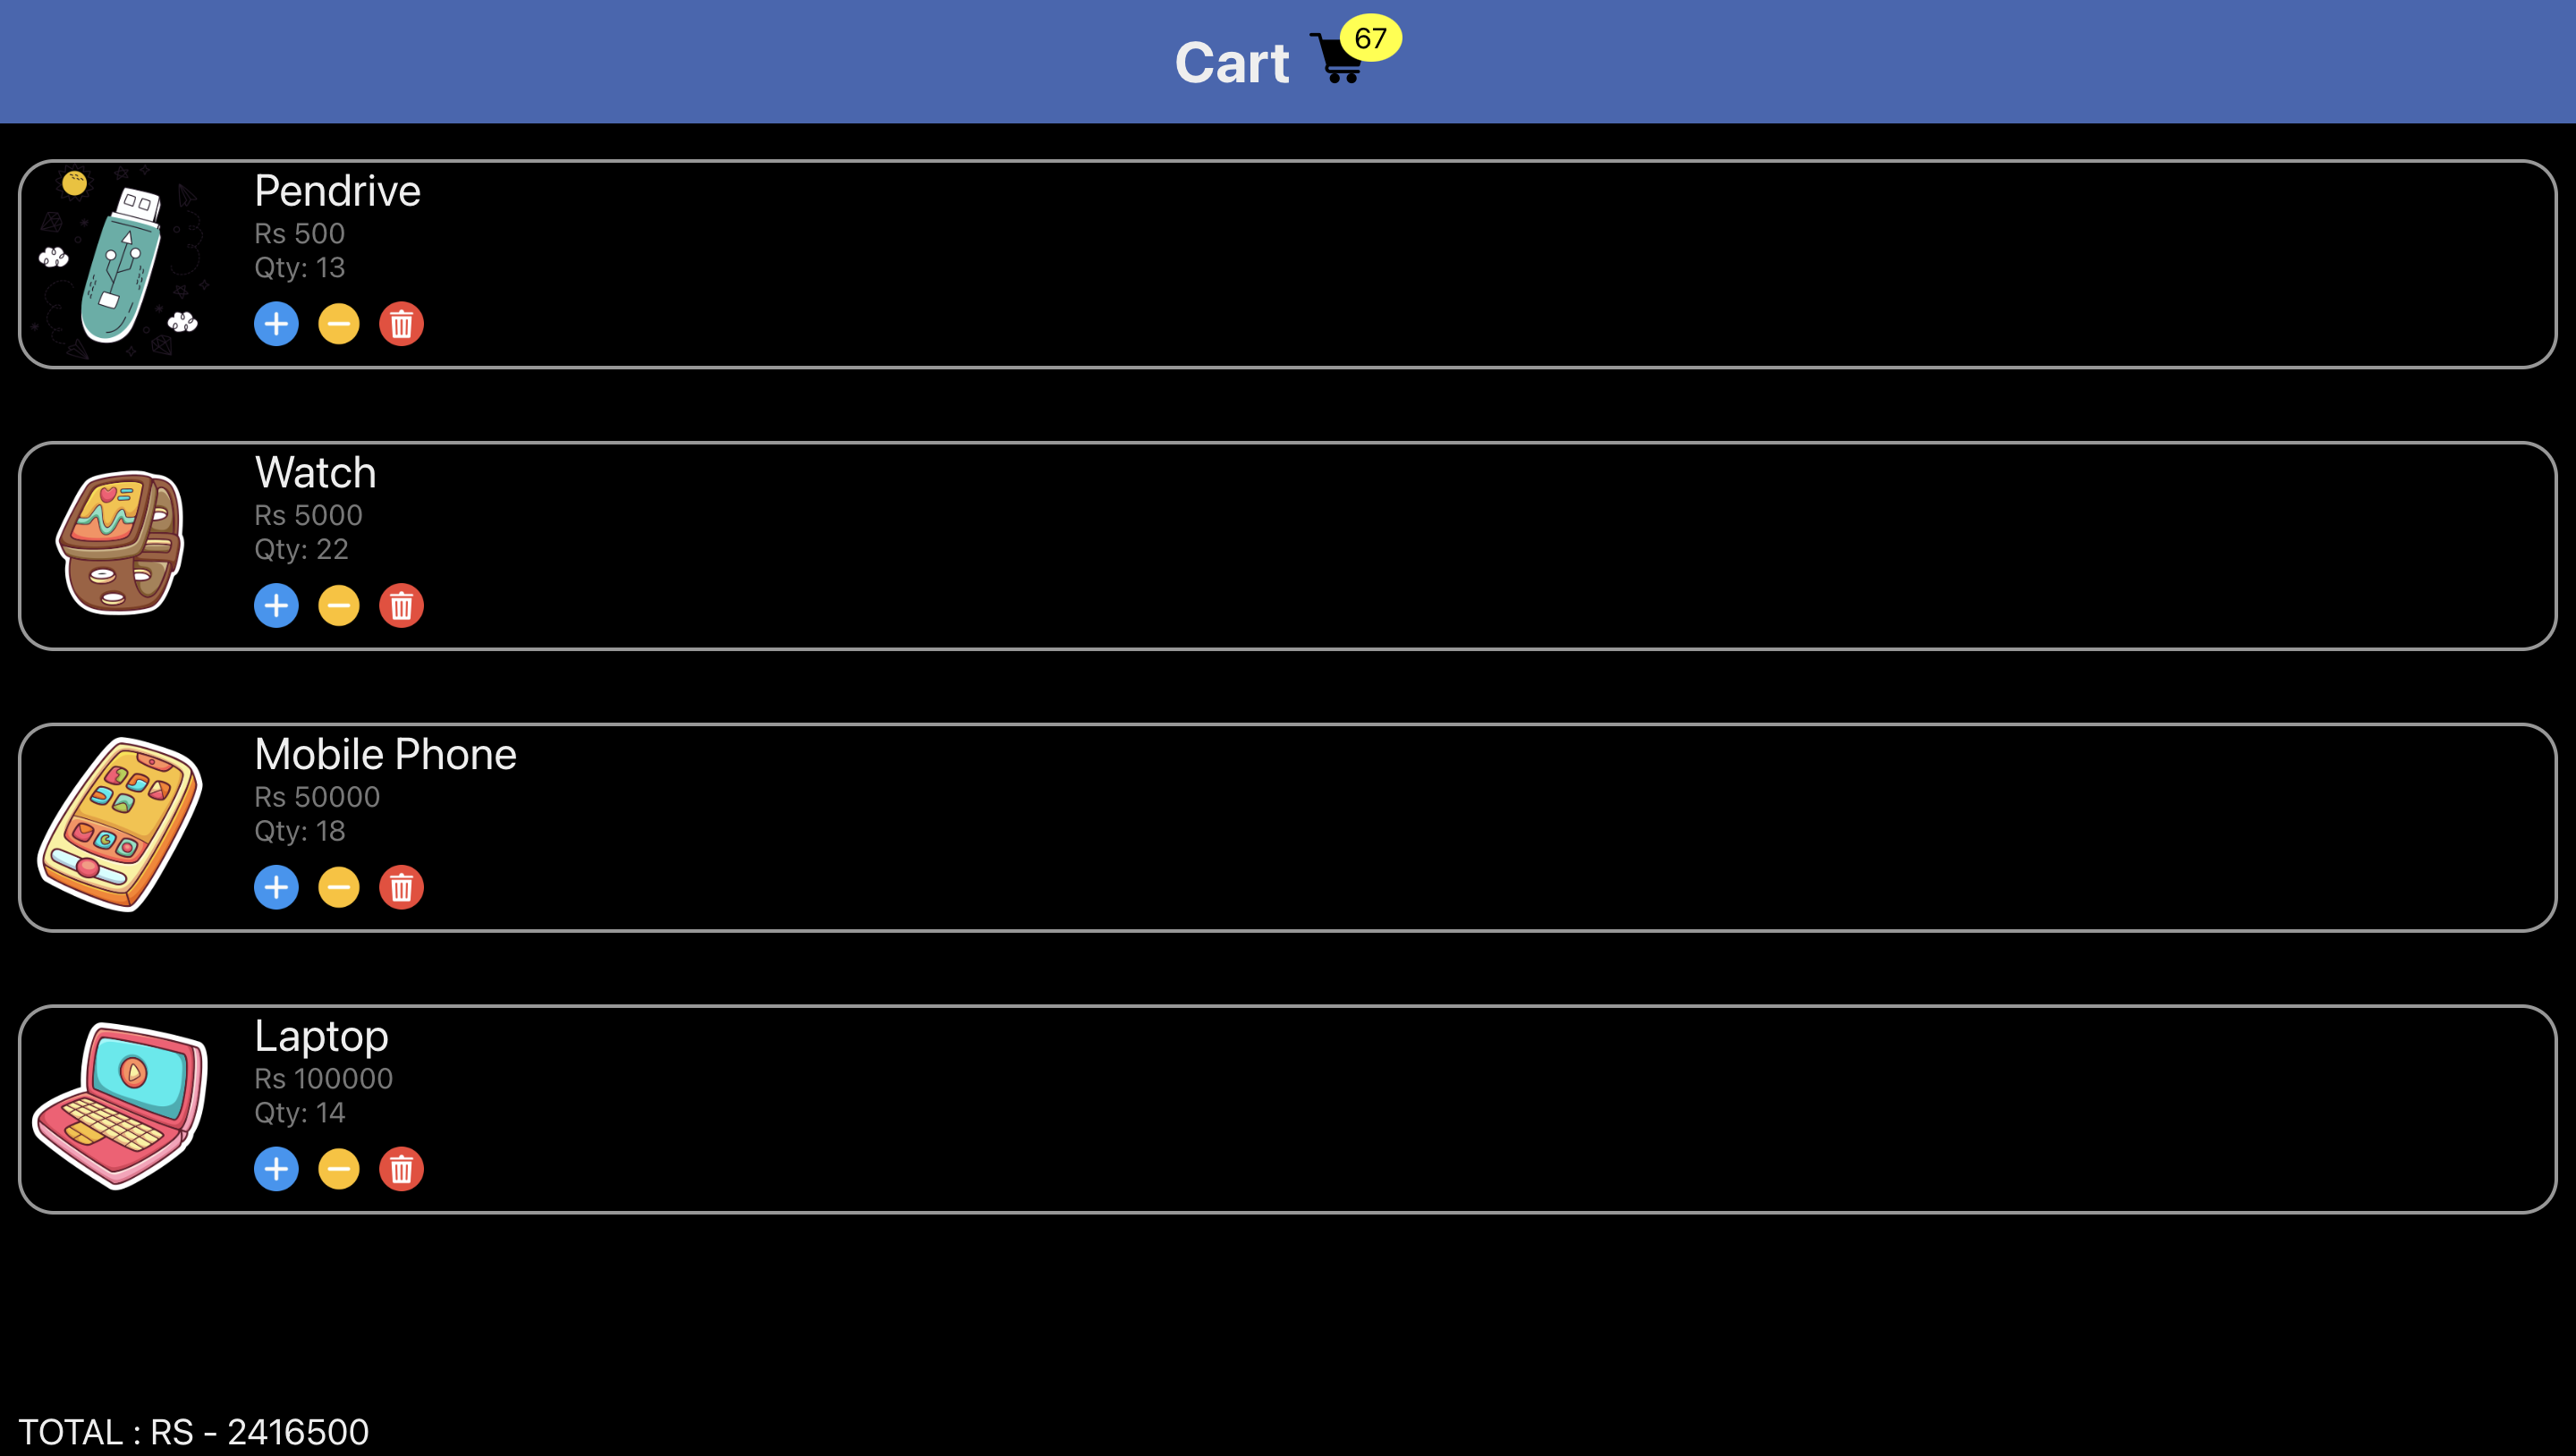 Cart 67
Pendrive
Rs 500
Qty: 13
Watch
Rs 5000
Qty: 22
Mobile Phone
Rs 50000
Qty: 18
Laptop
Rs 100000
Qty: 14
TOTAL : RS - 2416500